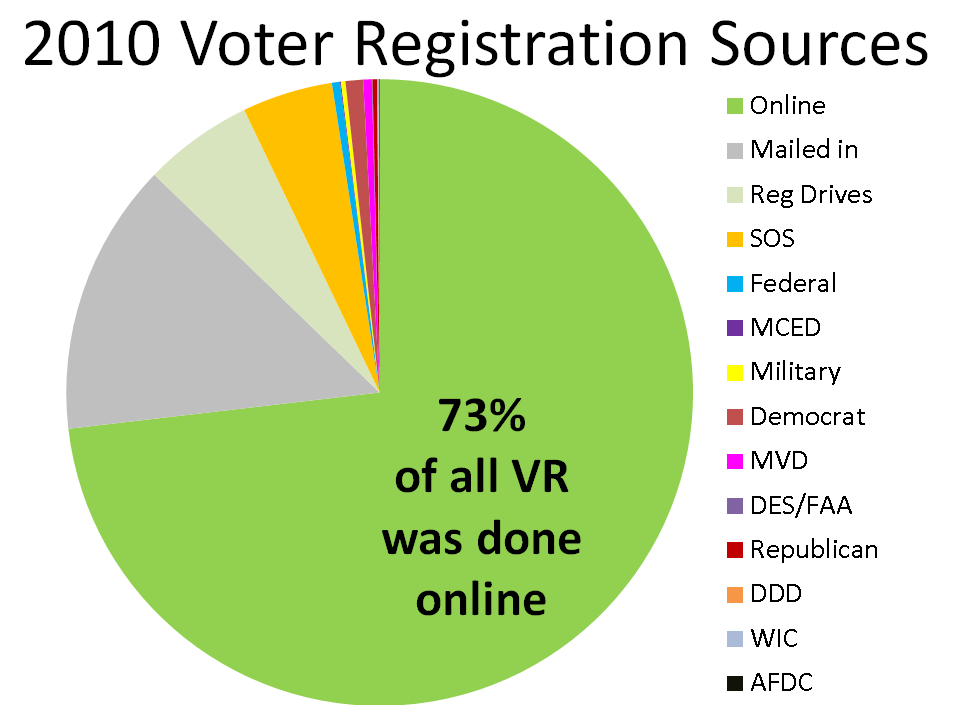 2010 Voter Registration Sources
73%
of all VR
was done
online
Online
Mailed in
Reg Drives
SOS
Federal
MCED
Military
Democrat
MVD
DES/FAA
Republican
DDD
WIC
AFDC